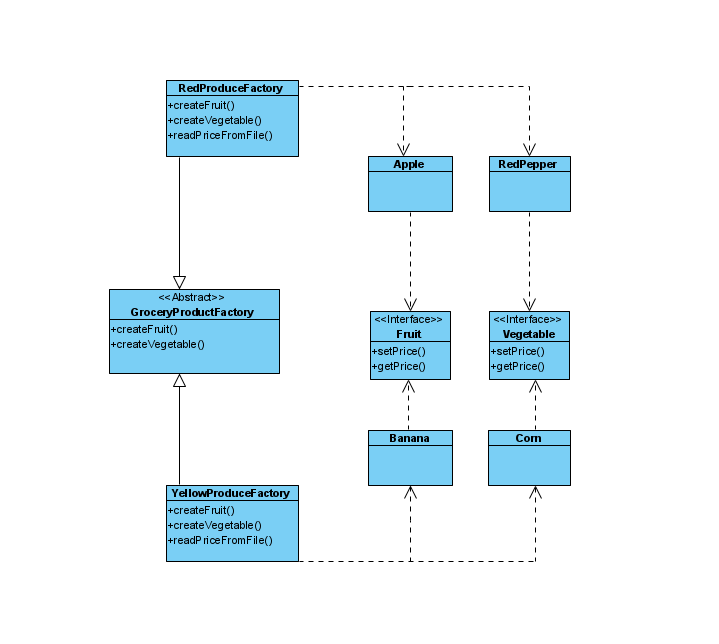 RedProduceFactory
+createFruit()
+createVegetable()
+readPriceFromFile()
Apple
RedPepper
<<Abstract>>
GroceryProductFactory
+createFruit()
+createVegetable()
<<Interface>>
Fruit
+setPrice()
+getPrice()
<<Interface>>
Vegetable
+setPrice()
+getPrice()
Banana
Corn
YellowProduceFactory
+createFruit()
+createVegetable()
+readPriceFromFile()